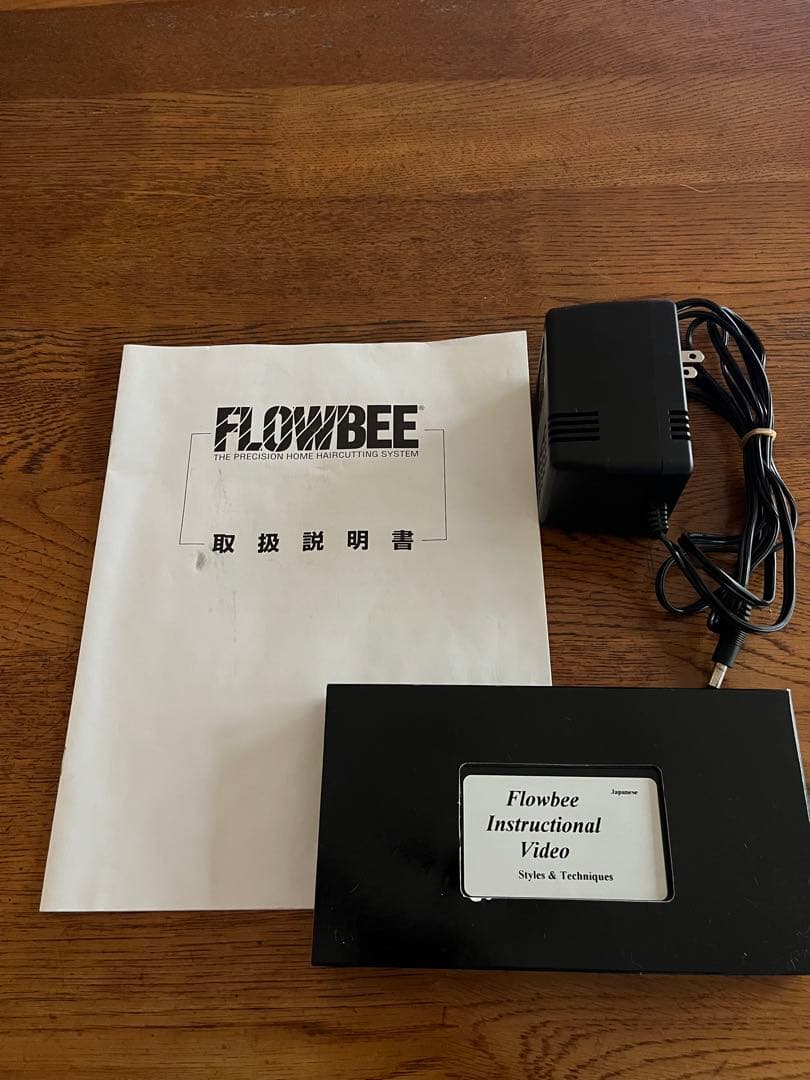 FLOWBEE®
THE PRECISION HOME HAIRCUTTING SYSTEM
取扱説明書
Japanese
Flowbee
Instructional
Video
Styles & Techniques